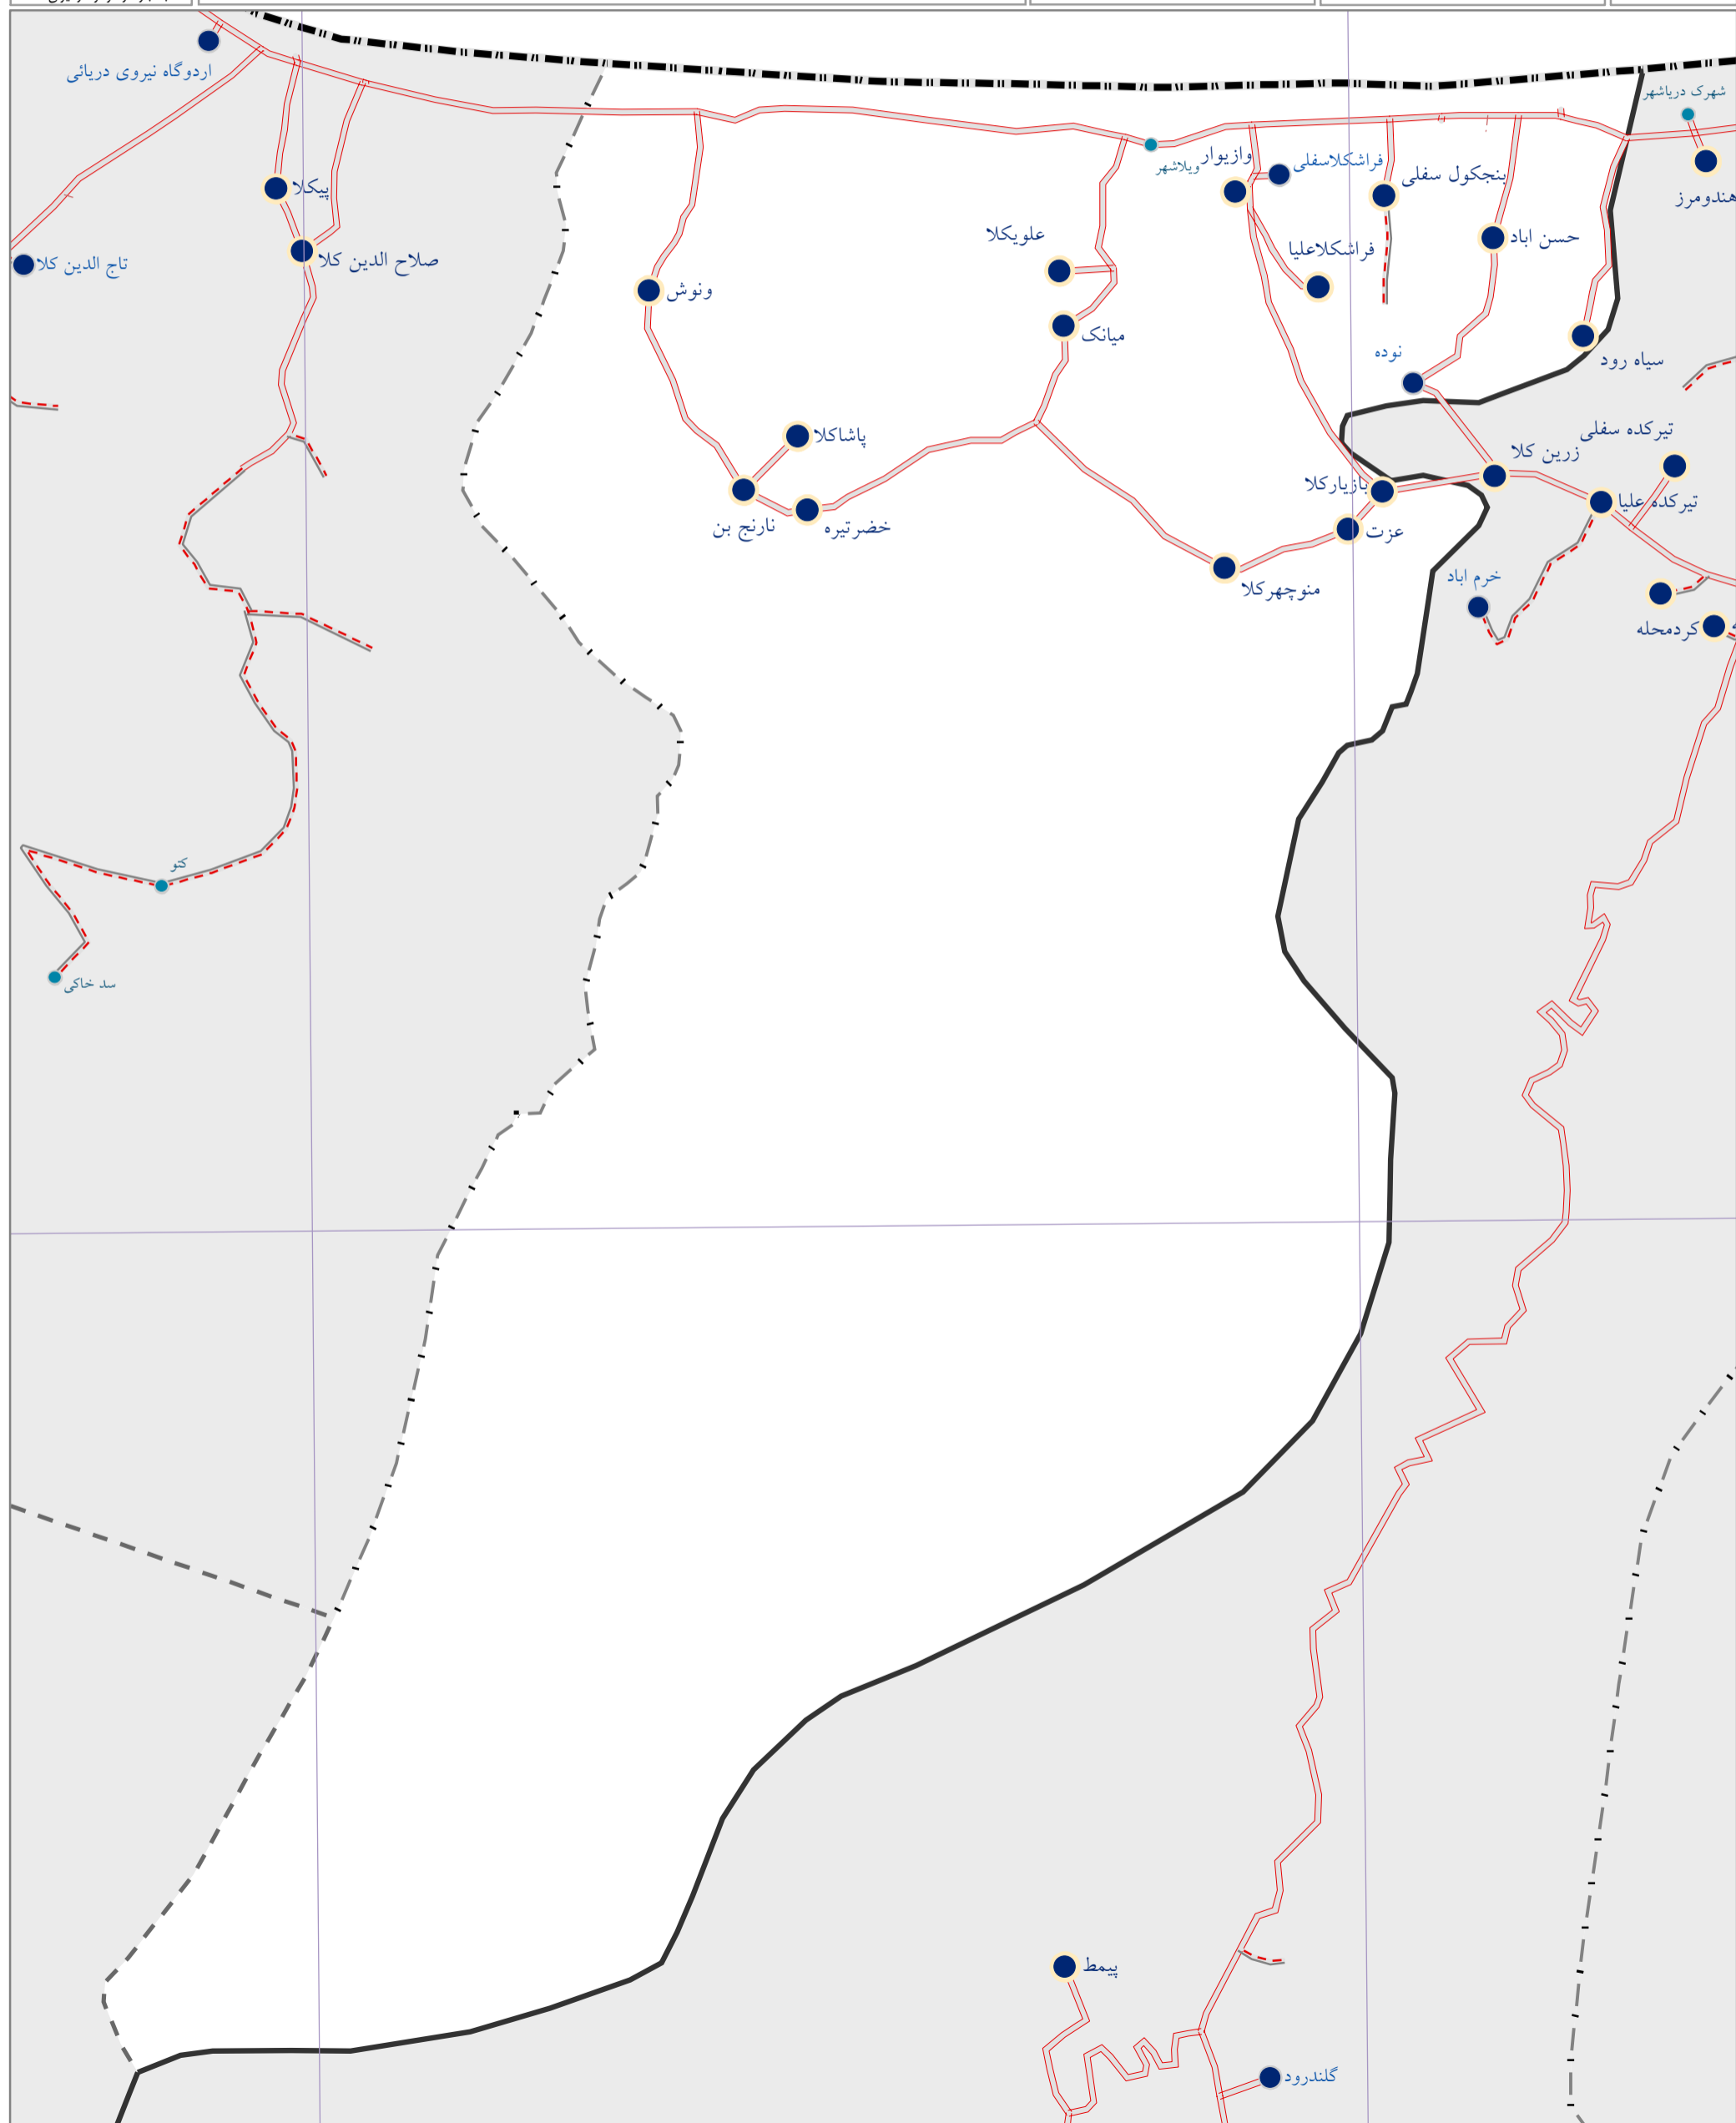 اردوگاه نیروی دریائی
شهرک دریاشهر
پیکلا
ویلاشهر
وازیوار
فراشکلاسفلی
پنجکول سفلی
هندومرز
تاج الدین کلا
صلاح الدین کلا
علویکلا
فراشکلاعلیا
حسن اباد
ونوش
میانک
نوده
سیاه رود
پاشاکلا
تیرکده سفلی
زرین کلا
بازیارکلا
تیرکده علیا
نارنج بن
خضرتیره
عزت
منوچهرکلا
خرم اباد
کردمحله
کتو
سد خاکی
پیمط
گلندرود